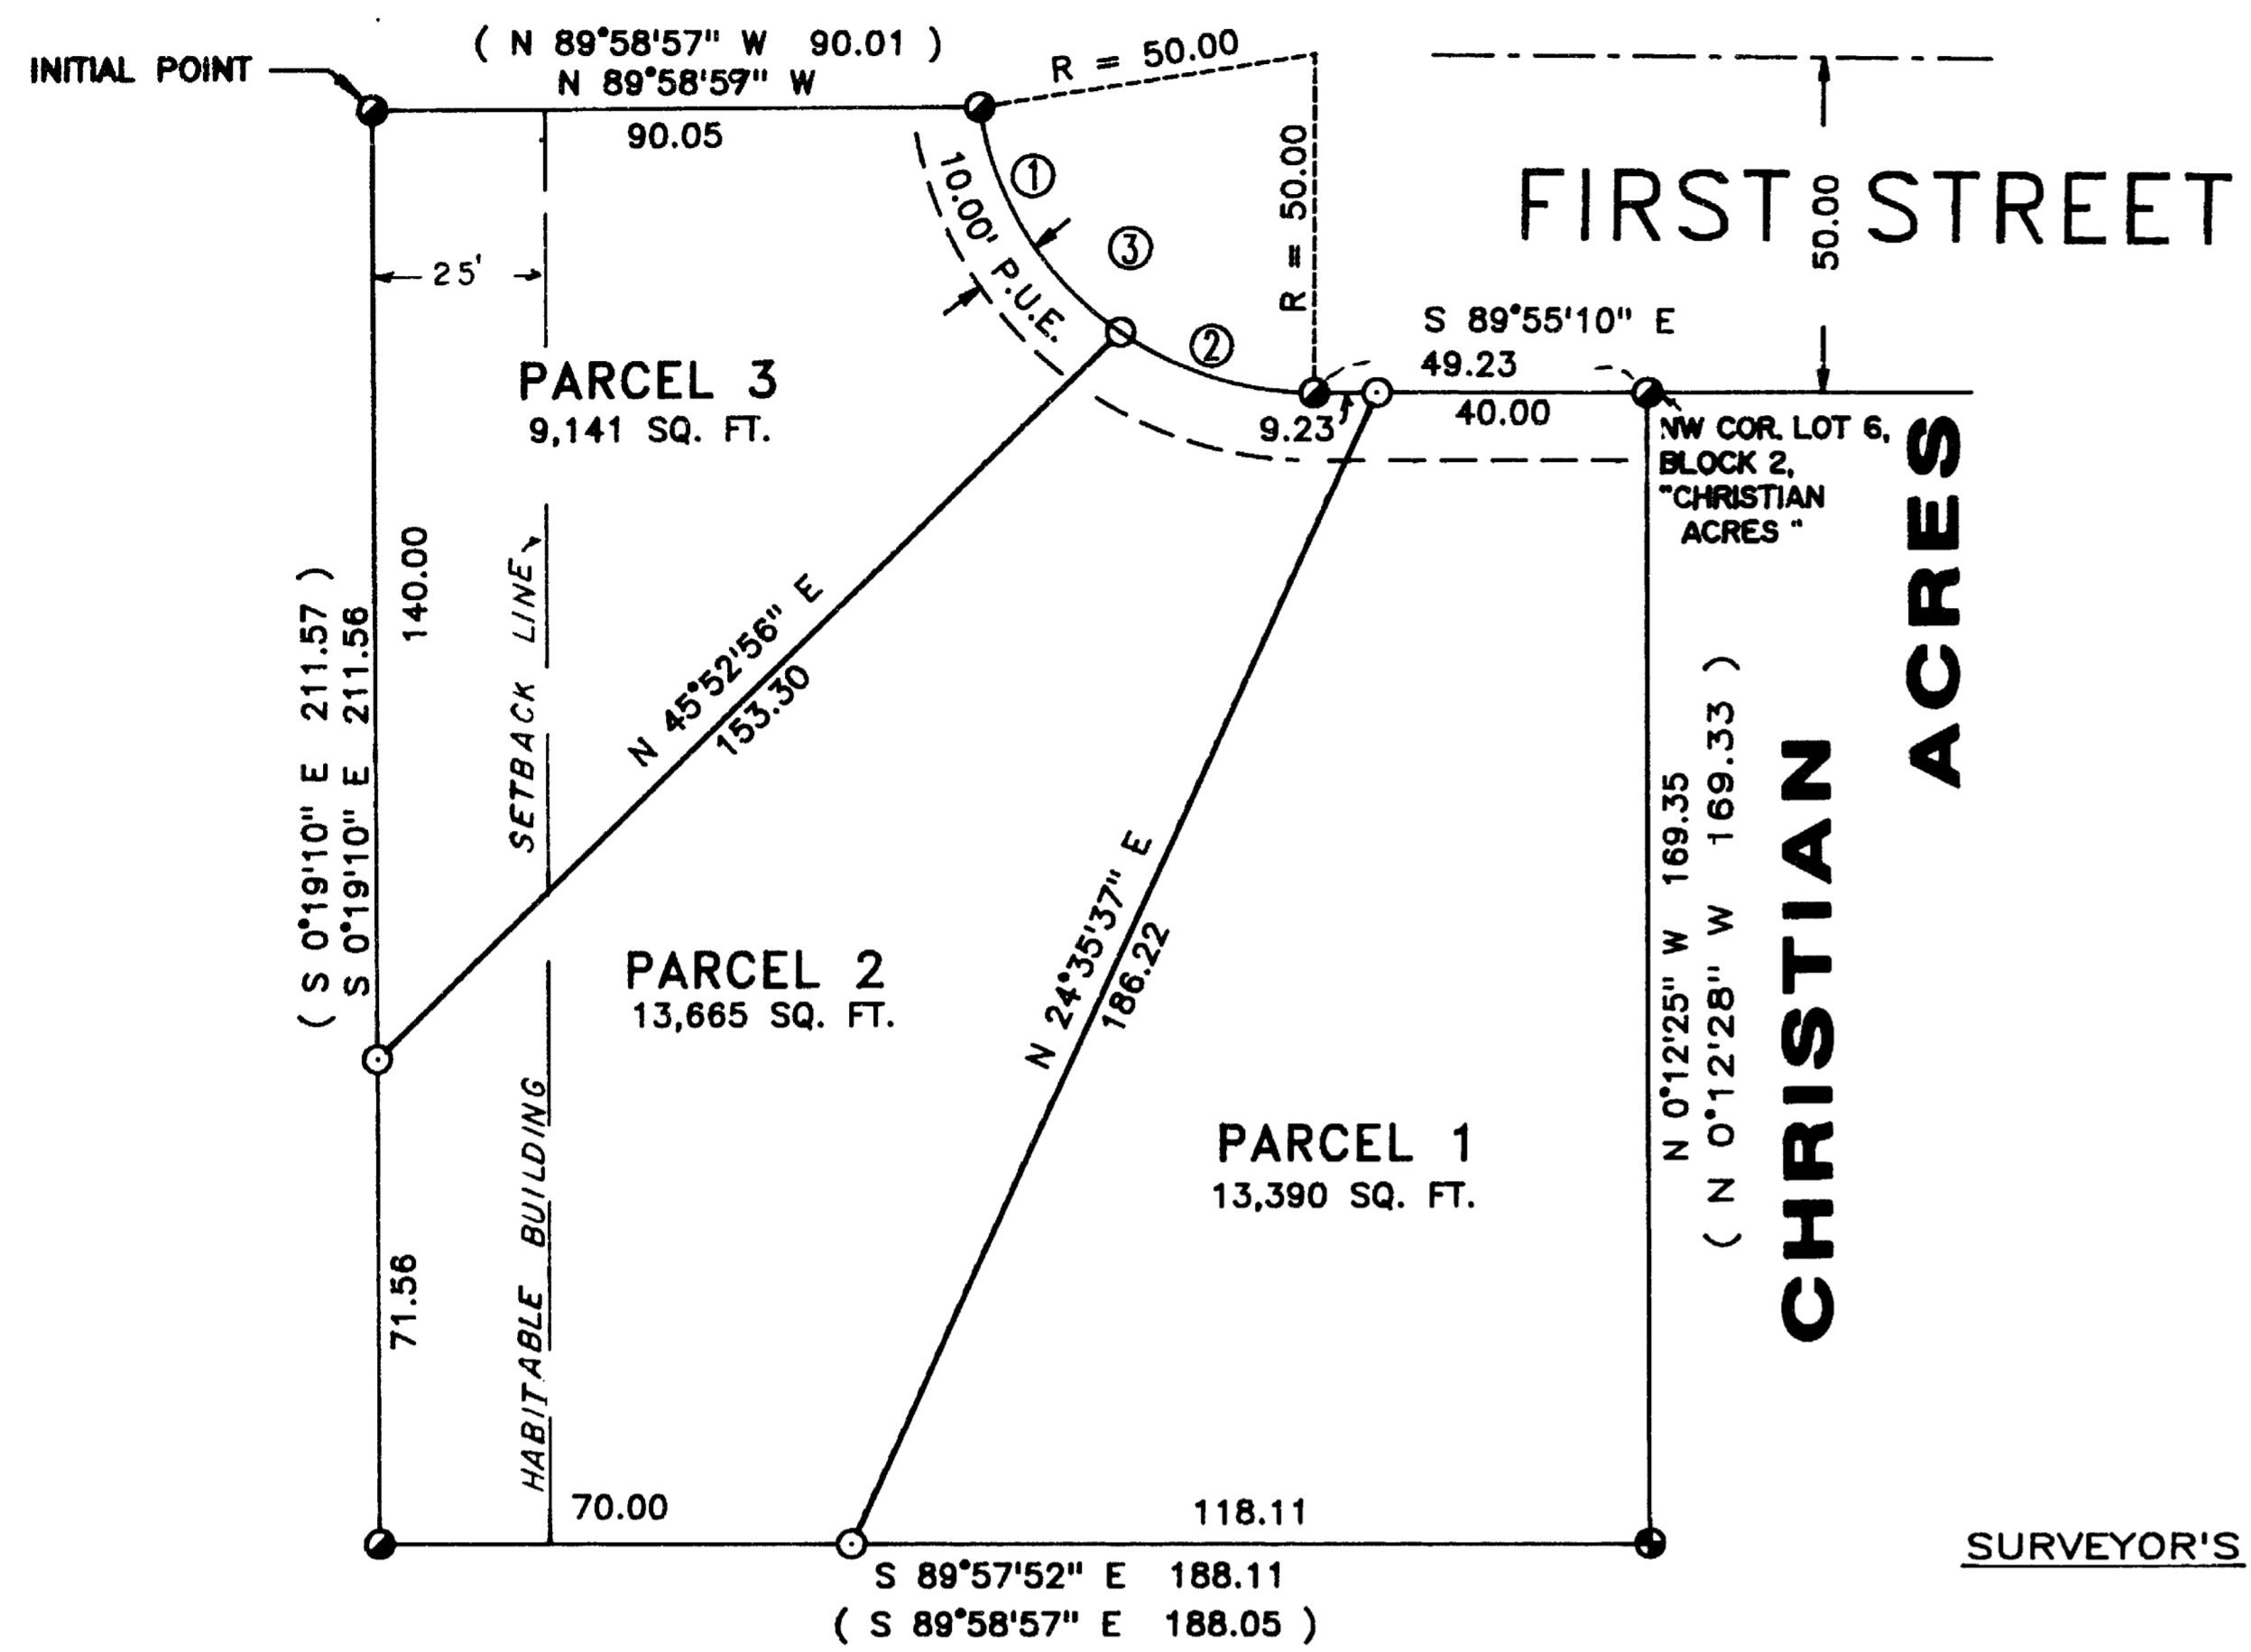 ( N 89°58'57" W 90.01 )
N 89°58'59" W
INITIAL POINT
90.05
R = 50.00
R = 50.00
FIRST STREET
50.00
10.00' P.U.E.
1
3
2
25'
S 89°55'10" E
49.23
9.23'
40.00
NW COR. LOT 6,
BLOCK 2,
"CHRISTIAN
ACRES "
PARCEL 3
9,141 SQ. FT.
140.00
( S 0°19'10" E 211.57 )
S 0°19'10" E 211.56
SETBACK LINE
HABITABLE BUILDING
N 45°52'56" E
153.30
PARCEL 2
13,665 SQ. FT.
N 24°35'37" E
186.22
PARCEL 1
13,390 SQ. FT.
N 0°12'25" W 169.35
( N 0°12'28" W 169.33 )
CHRISTIAN
ACRES
71.56
70.00
118.11
S 89°57'52" E 188.11
( S 89°58'57" E 188.05 )
SURVEYOR'S